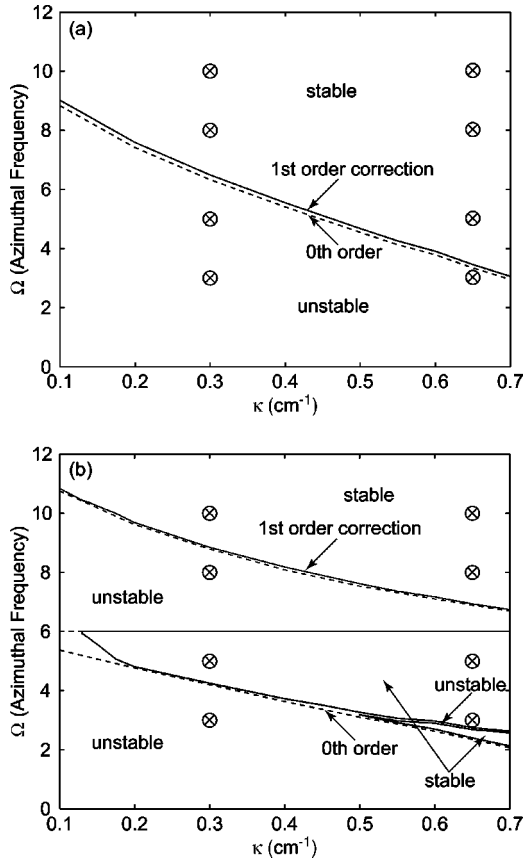 (a)
12
10
8
6
4
2
0
Ω (Azimuthal Frequency)
stable
1st order correction
0th order
unstable
0.1 0.2 0.3 0.4 0.5 0.6 0.7
κ (cm⁻¹)
(b)
12
10
8
6
4
2
0
Ω (Azimuthal Frequency)
stable
1st order correction
unstable
unstable
0th order
unstable
stable
0.1 0.2 0.3 0.4 0.5 0.6 0.7
κ (cm⁻¹)